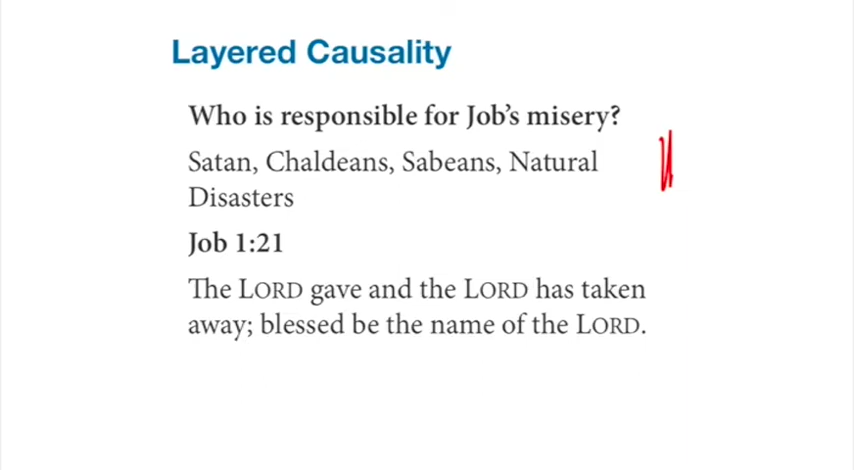 Layered Causality
Who is responsible for Job's misery?
Satan, Chaldeans, Sabeans, Natural
Disasters
Job 1:21
The LORD gave and the LORD has taken
away; blessed be the name of the LORD.